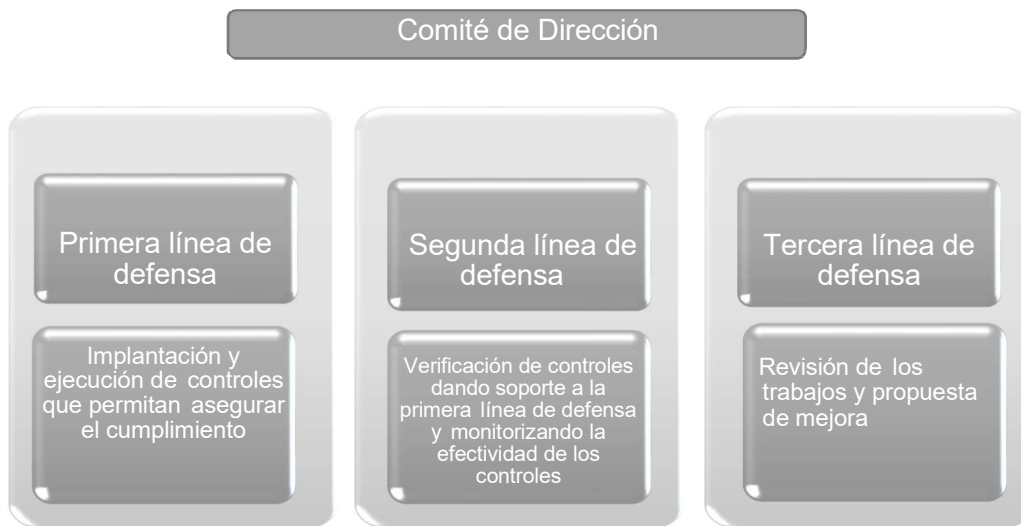 Comité de Dirección
Primera línea de
defensa
Implantación y
ejecución de controles
que permitan asegurar
el cumplimiento
Segunda línea de
defensa
Verificación de controles
dando soporte a la
primera línea de defensa
y monitorizando la
efectividad de los
controles
Tercera línea de
defensa
Revisión de los
trabajos y propuesta
de mejora